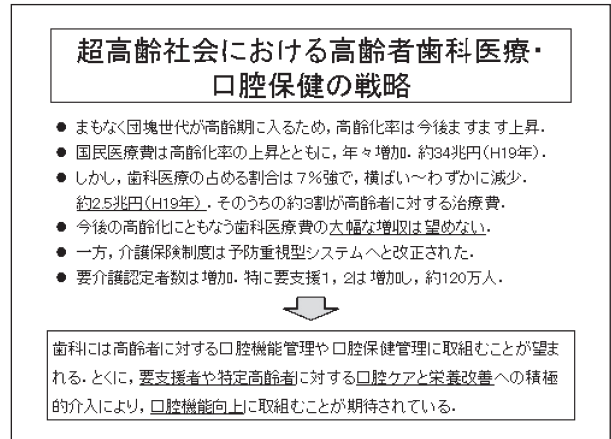 超高齢社会における高齢者歯科医療・
口腔保健の戦略
● まもなく団塊世代が高齢期に入るため，高齢化率は今後ますます上昇．
● 国民医療費は高齢化率の上昇とともに，年々増加．約34兆円（H19年）．
● しかし，歯科医療の占める割合は７％強で，横ばい～わずかに減少．
約2.5兆円（H19年）．そのうちの約3割が高齢者に対する治療費．
● 今後の高齢化にともなう歯科医療費の大幅な増収は望めない．
● 一方，介護保険制度は予防重視型システムへと改正された．
● 要介護認定者数は増加．特に要支援1，2は増加し，約120万人．
歯科には高齢者に対する口腔機能管理や口腔保健管理に取組むことが望ま
れる．とくに，要支援者や特定高齢者に対する口腔ケアと栄養改善への積極
的介入により，口腔機能向上に取組むことが期待されている．